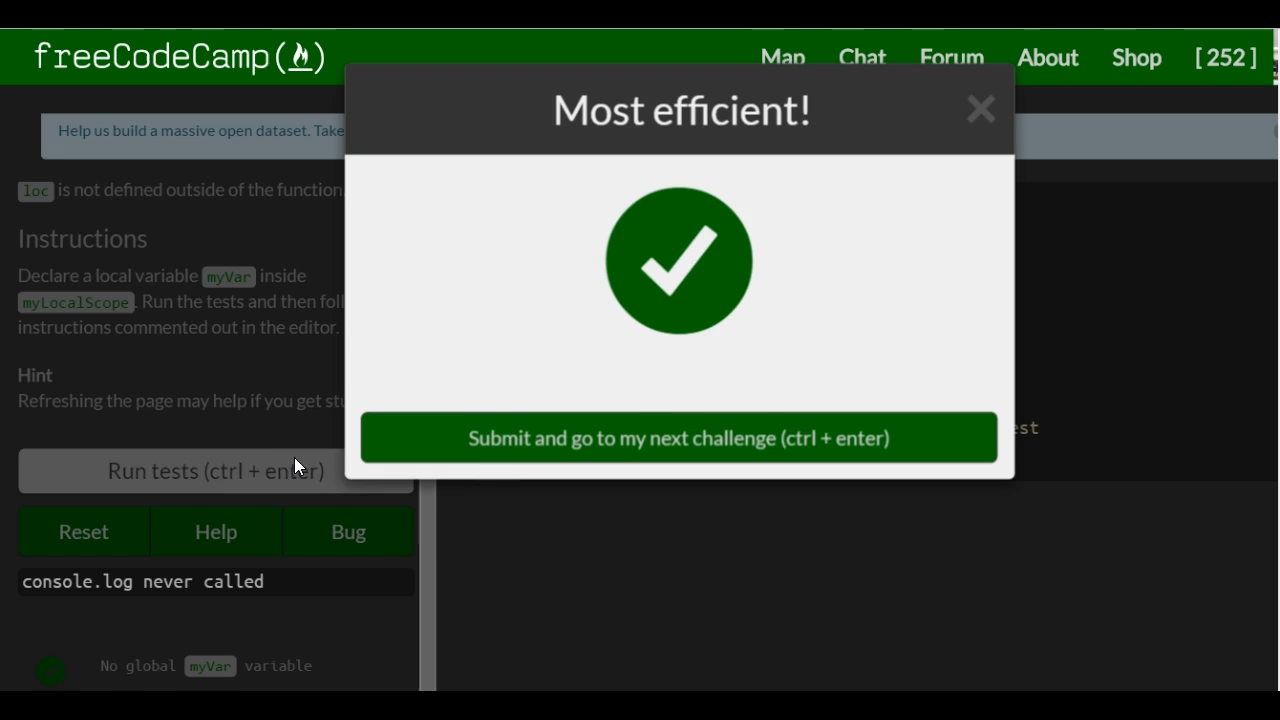 freeCodeCamp(🔥)
Map Chat Forum About Shop [ 252 ]
Most efficient!
Help us build a massive open dataset. Take
loc is not defined outside of the function
Instructions
Declare a local variable myVar inside
myLocalScope. Run the tests and then
instructions commented out in the editor.
Hint
Refreshing the page may help if you get
Submit and go to my next challenge (ctrl + enter)
Run tests (ctrl + enter)
Reset Help Bug
console.log never called
No global myVar variable